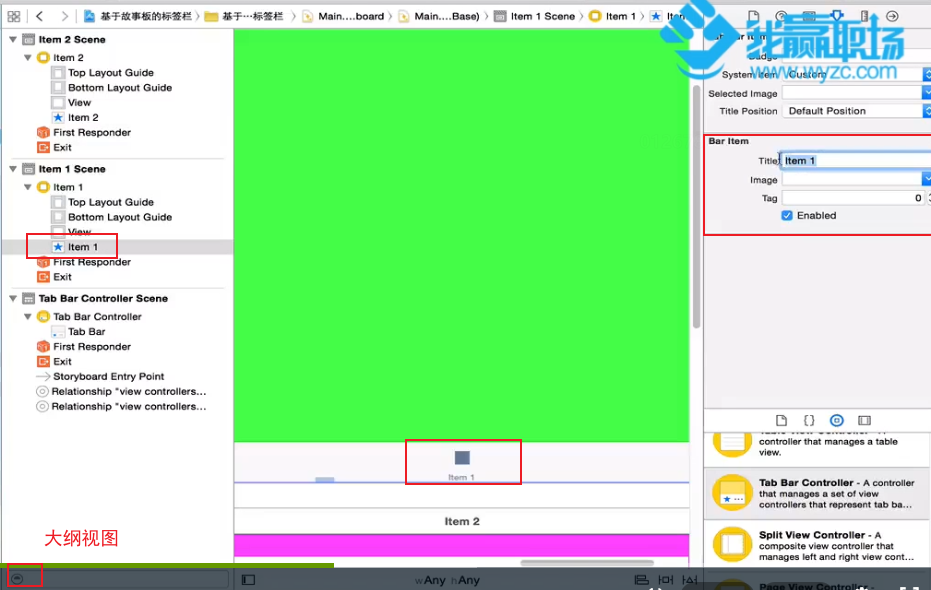 基于故事板的标签栏
基于…标签栏
Main....board
Main....Base)
Item 1 Scene
Item 1
Item 2 Scene
Item 2
Top Layout Guide
Bottom Layout Guide
View
Item 2
First Responder
Exit
Item 1 Scene
Item 1
Top Layout Guide
Bottom Layout Guide
View
Item 1
First Responder
Exit
Tab Bar Controller Scene
Tab Bar Controller
Tab Bar
First Responder
Exit
Storyboard Entry Point
Relationship "view controllers...
Relationship "view controllers...
大纲视图
Item 1
Item 2
wAny hAny
我赢职场
www.wyzc.com
Badge
System Item Custom
Selected Image
Title Position Default Position
Bar Item
Title Item 1
Image
Tag 0
Enabled
Table View Controller - A
controller that manages a table
view.
Tab Bar Controller - A controller
that manages a set of view
controllers that represent tab ba...
Split View Controller - A
composite view controller that
manages left and right view cont...
Page View Controller